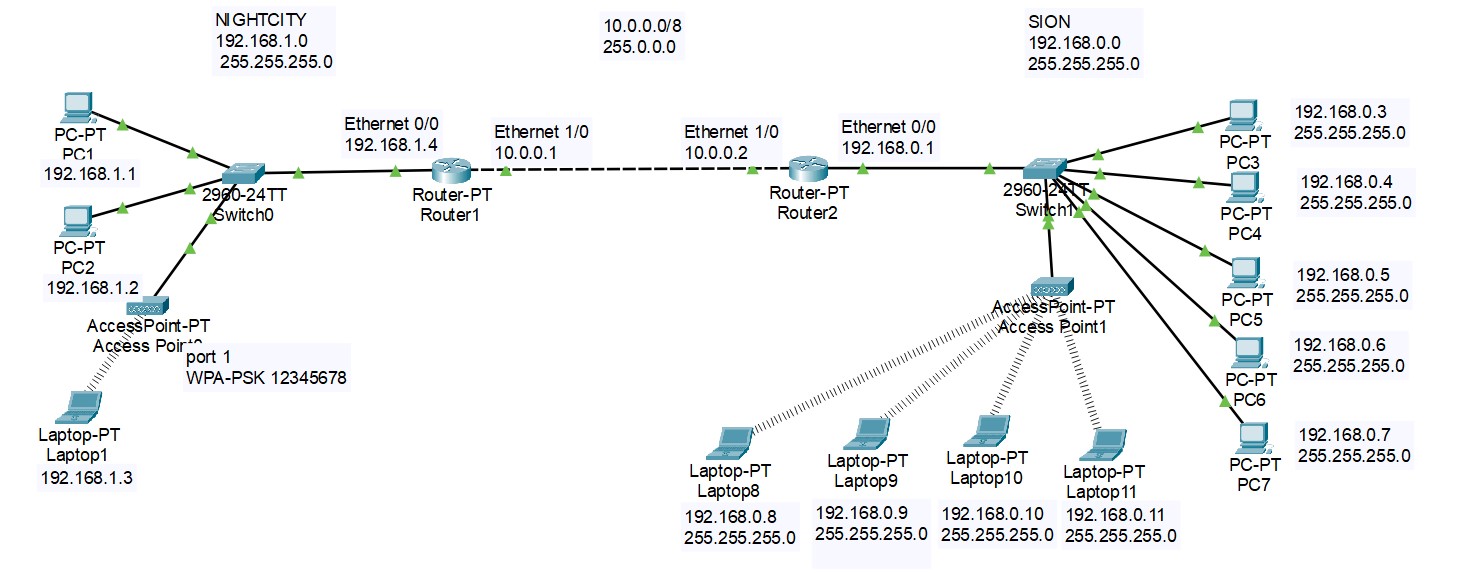 NIGHTCITY
192.168.1.0
255.255.255.0
10.0.0.0/8
255.0.0.0
SION
192.168.0.0
255.255.255.0
PC-PT
PC1
192.168.1.1
PC-PT
PC2
192.168.1.2
2960-24TT
Switch0
Ethernet 0/0
192.168.1.4
Router-PT
Router1
Ethernet 1/0
10.0.0.1
Ethernet 1/0
10.0.0.2
Router-PT
Router2
Ethernet 0/0
192.168.0.1
2960-24TT
Switch1
PC-PT
PC3
192.168.0.3
255.255.255.0
PC-PT
PC4
192.168.0.4
255.255.255.0
PC-PT
PC5
192.168.0.5
255.255.255.0
PC-PT
PC6
192.168.0.6
255.255.255.0
PC-PT
PC7
192.168.0.7
255.255.255.0
AccessPoint-PT
Access
port 1
WPA-PSK 12345678
Laptop-PT
Laptop1
192.168.1.3
AccessPoint-PT
Access Point1
Laptop-PT
Laptop8
192.168.0.8
255.255.255.0
Laptop-PT
Laptop9
192.168.0.9
255.255.255.0
Laptop-PT
Laptop10
192.168.0.10
255.255.255.0
Laptop-PT
Laptop11
192.168.0.11
255.255.255.0